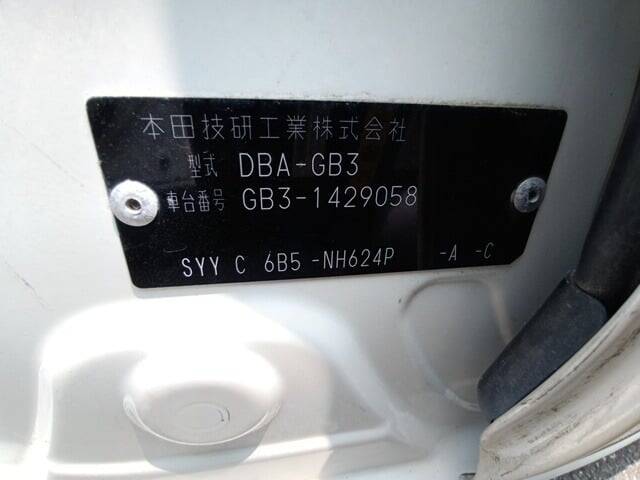 本田技研工業株式会社
型式 DBA-GB3
車台番号 GB3-1429058
SYY C 6B5 -NH624P -A -C